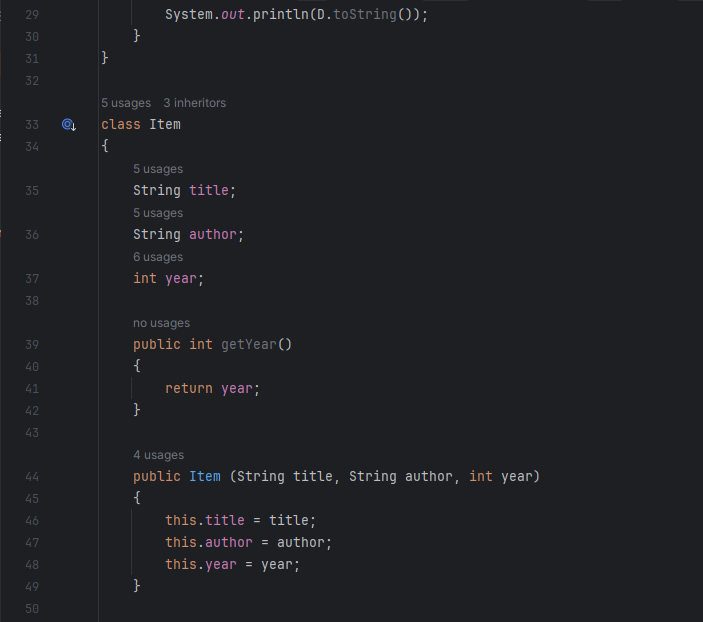 29 System.out.println(D.toString());
30 }
31 }
32
5 usages 3 inheritors
33 class Item
34 {
5 usages
35 String title;
5 usages
36 String author;
6 usages
37 int year;
38
no usages
39 public int getYear()
40 {
41 return year;
42 }
43
4 usages
44 public Item (String title, String author, int year)
45 {
46 this.title = title;
47 this.author = author;
48 this.year = year;
49 }
50